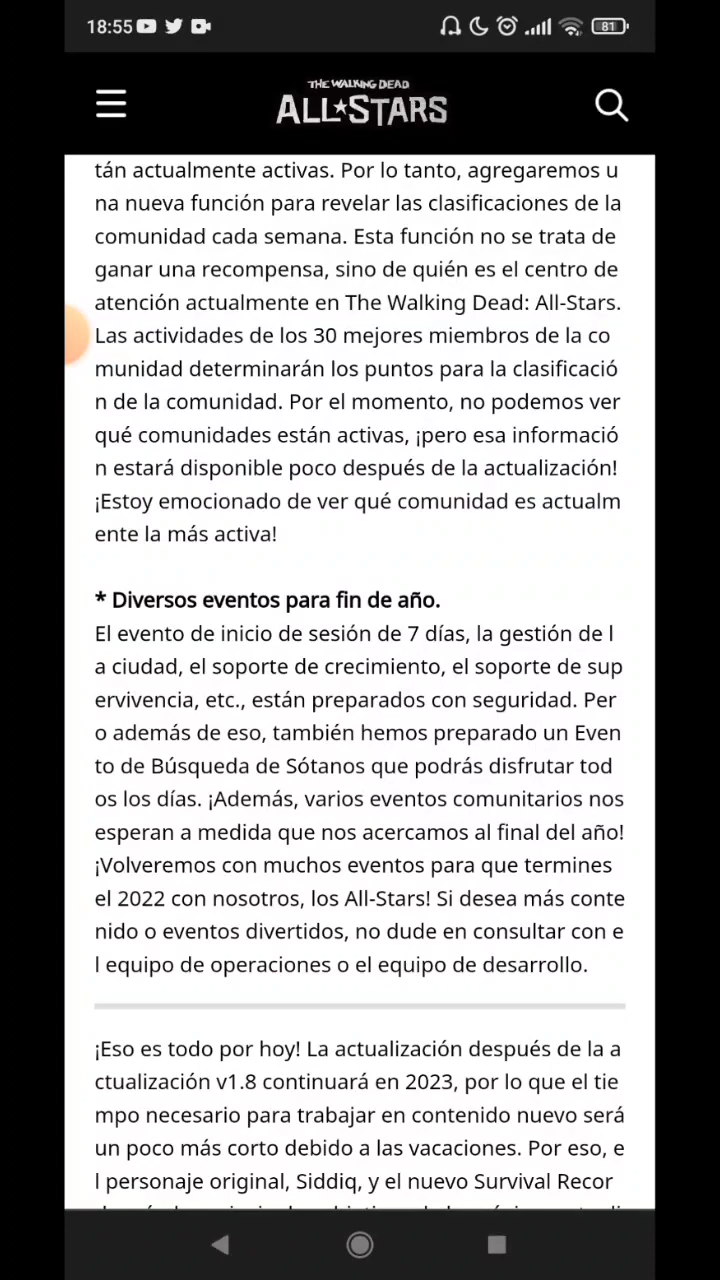 18:55
81
THE WALKING DEAD
ALL★STARS
tán actualmente activas. Por lo tanto, agregaremos u
na nueva función para revelar las clasificaciones de la
comunidad cada semana. Esta función no se trata de
ganar una recompensa, sino de quién es el centro de
atención actualmente en The Walking Dead: All-Stars.
Las actividades de los 30 mejores miembros de la co
munidad determinarán los puntos para la clasificació
n de la comunidad. Por el momento, no podemos ver
qué comunidades están activas, ¡pero esa informació
n estará disponible poco después de la actualización!
¡Estoy emocionado de ver qué comunidad es actualm
ente la más activa!
* Diversos eventos para fin de año.
El evento de inicio de sesión de 7 días, la gestión de l
a ciudad, el soporte de crecimiento, el soporte de sup
ervivencia, etc., están preparados con seguridad. Per
o además de eso, también hemos preparado un Even
to de Búsqueda de Sótanos que podrás disfrutar tod
os los días. ¡Además, varios eventos comunitarios nos
esperan a medida que nos acercamos al final del año!
¡Volveremos con muchos eventos para que termines
el 2022 con nosotros, los All-Stars! Si desea más conte
nido o eventos divertidos, no dude en consultar con e
l equipo de operaciones o el equipo de desarrollo.
¡Eso es todo por hoy! La actualización después de la a
ctualización v1.8 continuará en 2023, por lo que el tie
mpo necesario para trabajar en contenido nuevo será
un poco más corto debido a las vacaciones. Por eso, e
l personaje original, Siddiq, y el nuevo Survival Recor